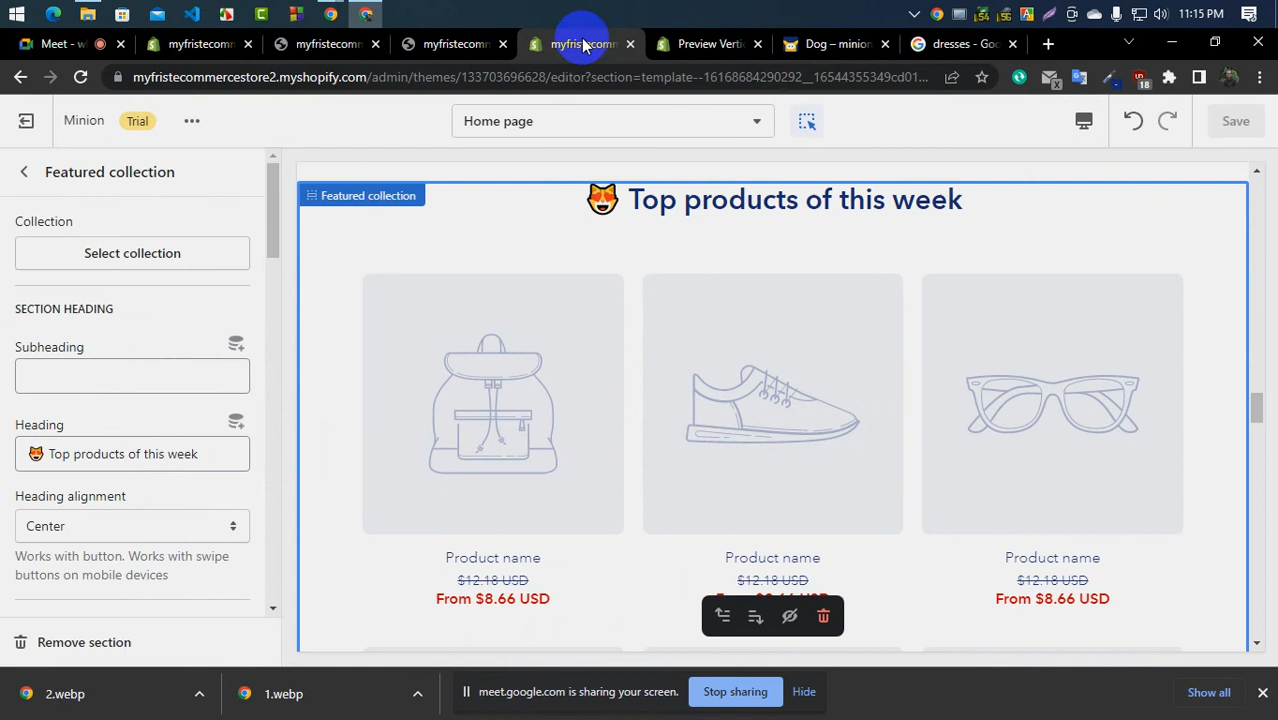 11:15 PM
Meet - w
myfristecomm
myfristecomm
myfristecomm
myfristecomm
Preview Vertic
Dog – minion
dresses - Goo
myfristecommercestore2.myshopify.com/admin/themes/133703696628/editor?section=template--16168684290292__16544355349cd01...
18
Minion
Trial
Home page
Save
Featured collection
Collection
Select collection
SECTION HEADING
Subheading
Heading
😻 Top products of this week
Heading alignment
Center
Works with button. Works with swipe
buttons on mobile devices
Remove section
Featured collection
😻 Top products of this week
Product name
$12.18 USD
From $8.66 USD
Product name
$12.18 USD
Product name
$12.18 USD
From $8.66 USD
2.webp
1.webp
meet.google.com is sharing your screen.
Stop sharing
Hide
Show all